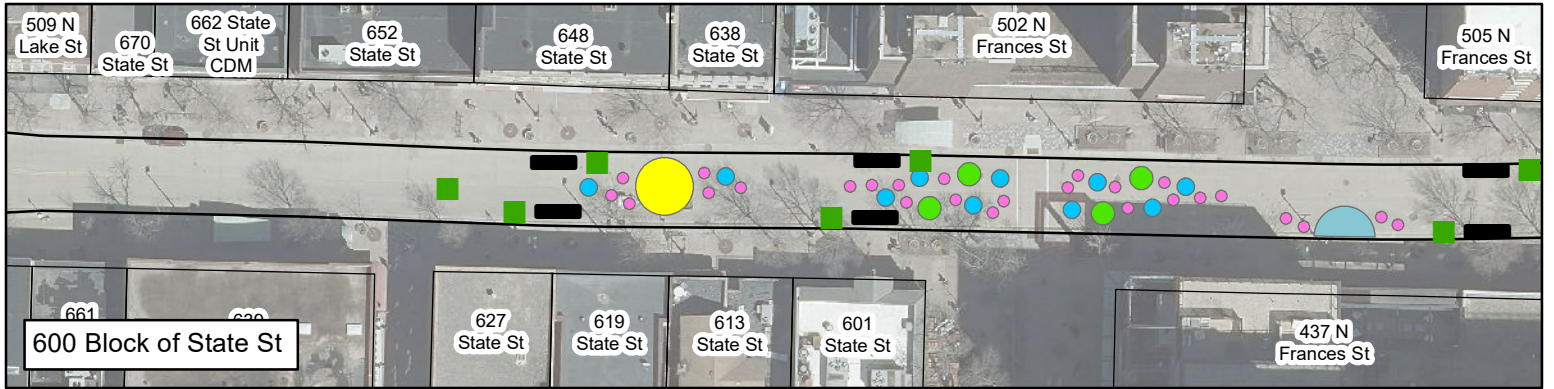 509 N
Lake St
670
State St
662 State
St Unit
CDM
652
State St
648
State St
638
State St
502 N
Frances St
505 N
Frances St
661
627
State St
619
State St
613
State St
601
State St
437 N
Frances St
600 Block of State St